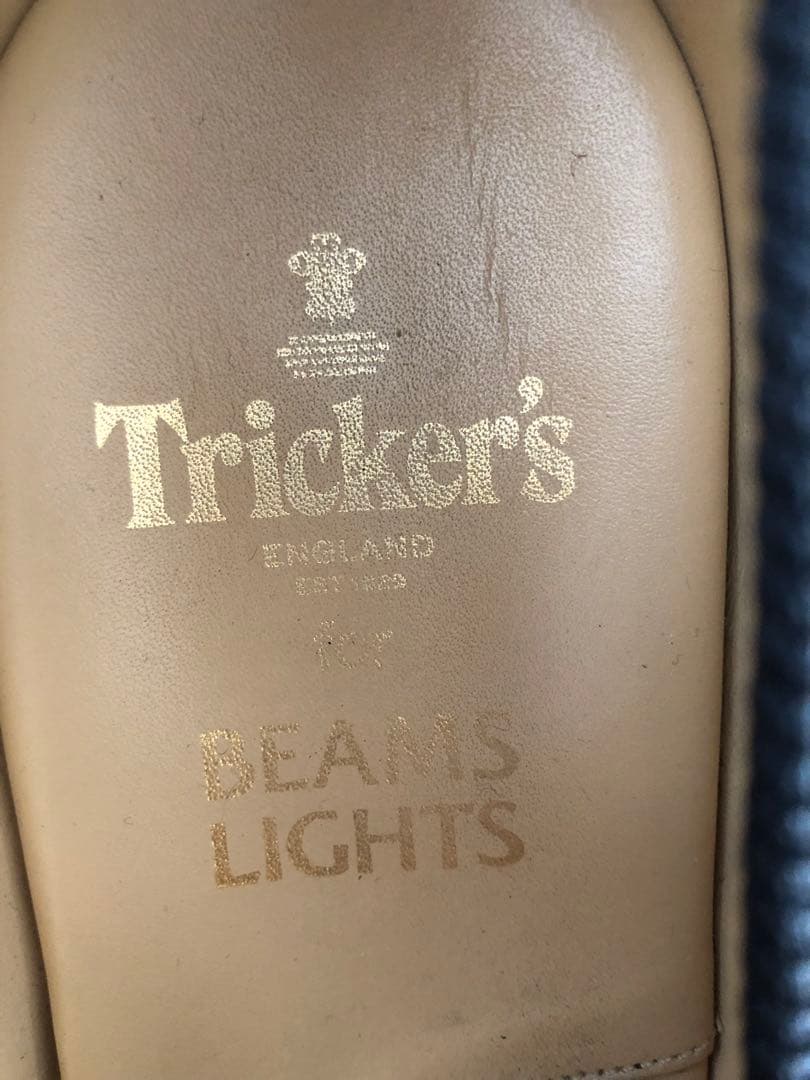 Tricker's
ENGLAND
EST 1829
for
BEAMS
LIGHTS